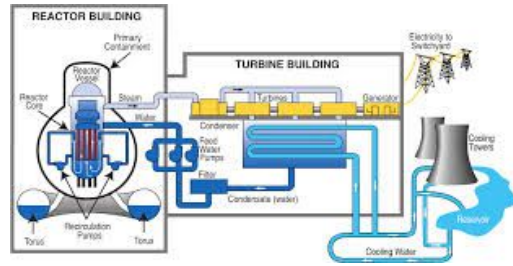 REACTOR BUILDING
Primary
Containment
Reactor
Vessel
Reactor
Core
Steam
Water
Torus
Recirculation
Pumps
Torus
TURBINE BUILDING
Turbines
Generator
Condenser
Feed
Water
Pumps
Filter
Condensate (water)
Electricity to
Switchyard
Cooling
Towers
Reservoir
Cooling Water